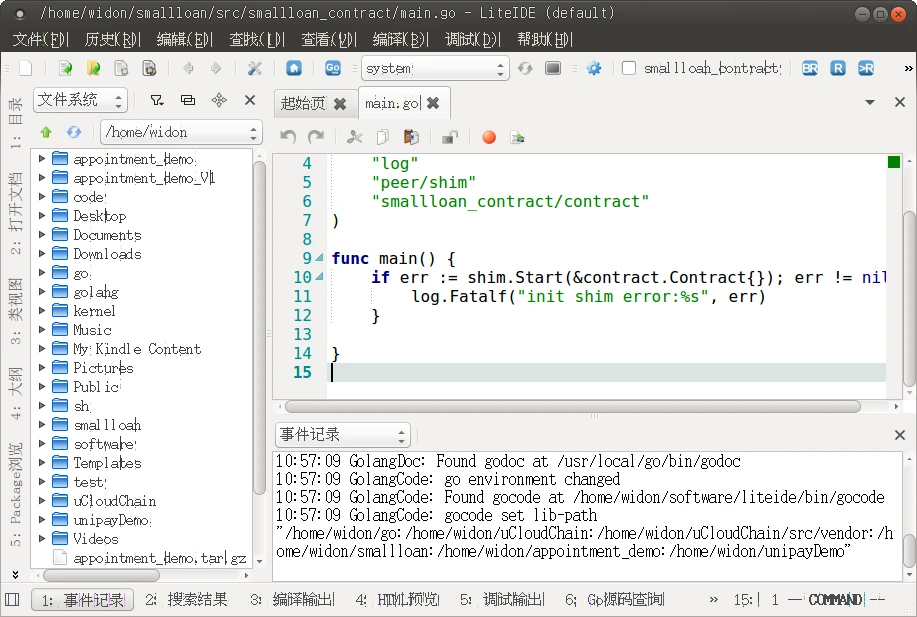 /home/widon/smallloan/src/smallloan_contract/main.go - LiteIDE (default)
文件(F) 历史(R) 编辑(E) 查找(L) 查看(V) 编译(B) 调试(D) 帮助(H)
Go system smallloan_contract BR R >R »
1: 目录
2: 打开文档
3: 类视图
4: 大纲
5: Package浏览
文件系统
/home/widon
appointment_demo
appointment_demo_V1
code
Desktop
Documents
Downloads
go
golang
kernel
Music
My Kindle Content
Pictures
Public
sh
smallloan
software
Templates
test
uCloudChain
unipayDemo
Videos
appointment_demo.tar.gz
起始页 main.go
4 "log"
5 "peer/shim"
6 "smallloan_contract/contract"
7 )
8
9 func main() {
10 if err := shim.Start(&contract.Contract{}); err != nil
11 log.Fatalf("init shim error:%s", err)
12 }
13
14 }
15
事件记录
10:57:09 GolangDoc: Found godoc at /usr/local/go/bin/godoc
10:57:09 GolangCode: go environment changed
10:57:09 GolangCode: Found gocode at /home/widon/software/liteide/bin/gocode
10:57:09 GolangCode: gocode set lib-path
"/home/widon/go:/home/widon/uCloudChain:/home/widon/uCloudChain/src/vendor:/h
ome/widon/smallloan:/home/widon/appointment_demo:/home/widon/unipayDemo"
1: 事件记录 2: 搜索结果 3: 编译输出 4: HTML预览 5: 调试输出 6: Go源码查询 » 15: 1 -- COMMAND --